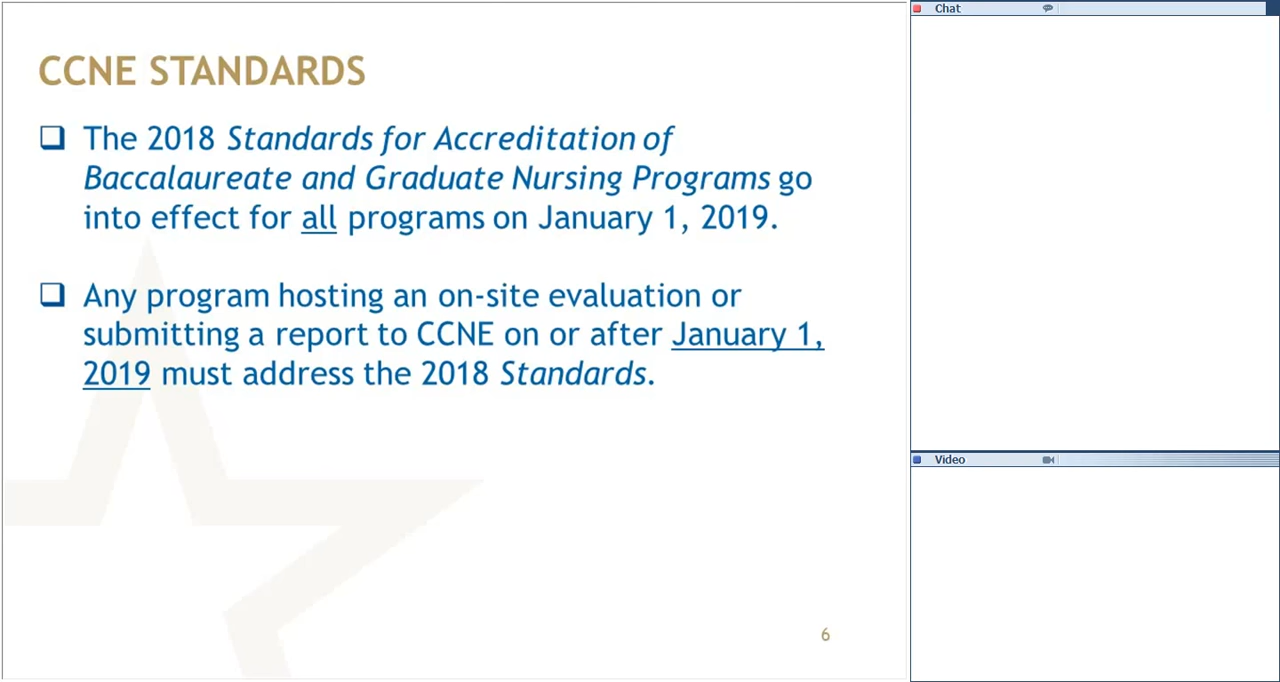 CCNE STANDARDS
The 2018 Standards for Accreditation of
Baccalaureate and Graduate Nursing Programs go
into effect for all programs on January 1, 2019.
Any program hosting an on-site evaluation or
submitting a report to CCNE on or after January 1,
2019 must address the 2018 Standards.
6
Chat
Video